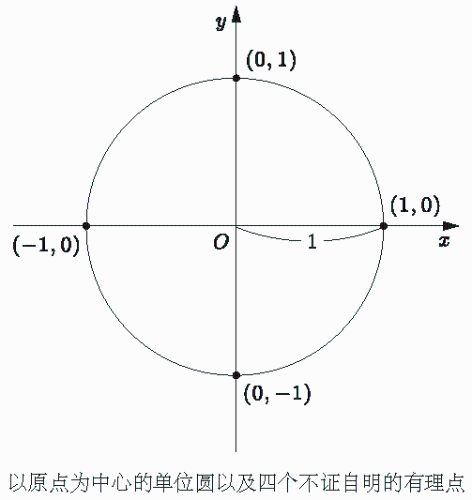 y
(0, 1)
(1, 0)
(−1, 0)
O
1
x
(0, −1)
以原点为中心的单位圆以及四个不证自明的有理点